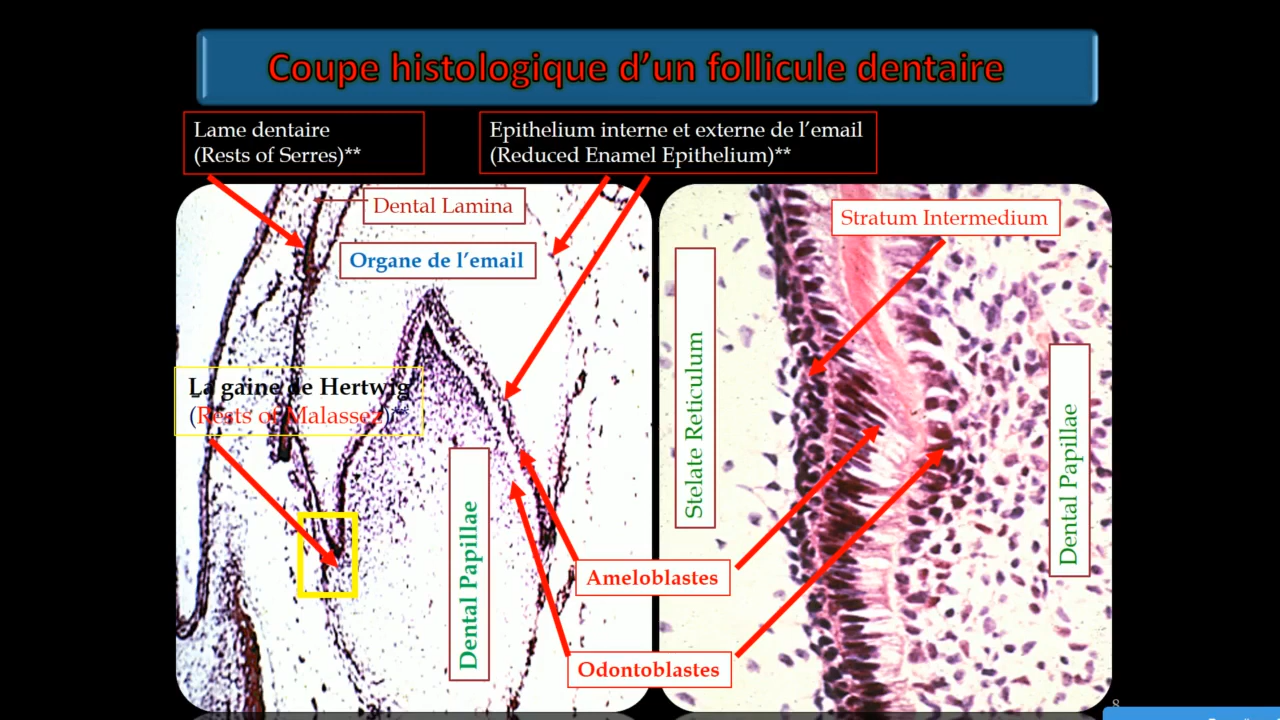 Coupe histologique d’un follicule dentaire
Lame dentaire
(Rests of Serres)**
Epithelium interne et externe de l’email
(Reduced Enamel Epithelium)**
Dental Lamina
Organe de l’email
Stratum Intermedium
La gaine de Hertwig
(Rests of Malassez)**
Stelate Reticulum
Dental Papillae
Dental Papillae
Ameloblastes
Odontoblastes
8